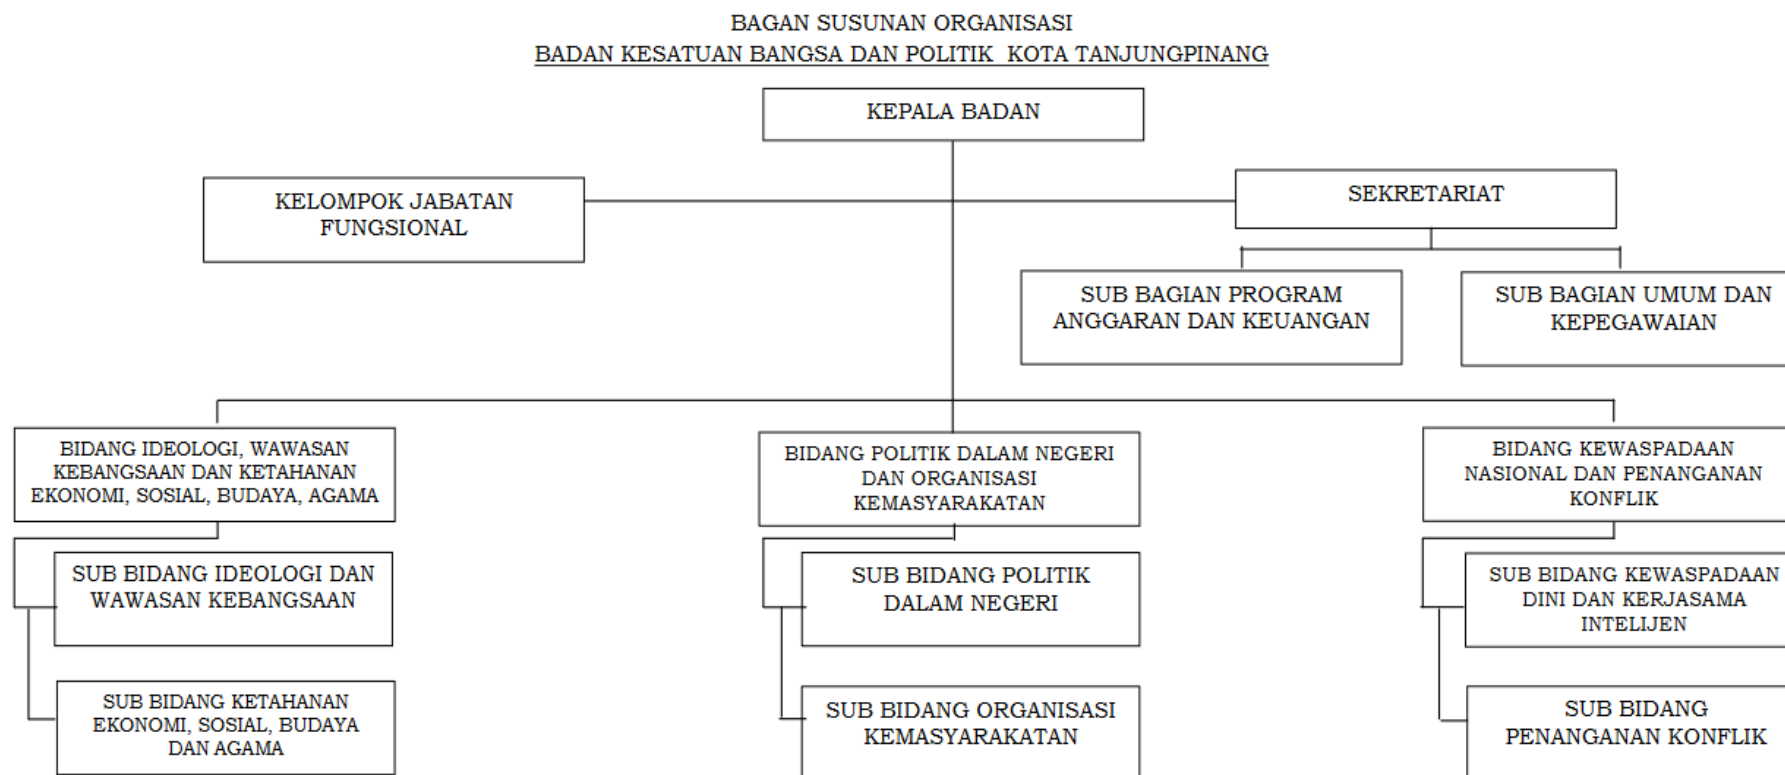 BAGAN SUSUNAN ORGANISASI
BADAN KESATUAN BANGSA DAN POLITIK KOTA TANJUNGPINANG
KEPALA BADAN
KELOMPOK JABATAN
FUNGSIONAL
SEKRETARIAT
SUB BAGIAN PROGRAM
ANGGARAN DAN KEUANGAN
SUB BAGIAN UMUM DAN
KEPEGAWAIAN
BIDANG IDEOLOGI, WAWASAN
KEBANGSAAN DAN KETAHANAN
EKONOMI, SOSIAL, BUDAYA, AGAMA
BIDANG POLITIK DALAM NEGERI
DAN ORGANISASI
KEMASYARAKATAN
BIDANG KEWASPADAAN
NASIONAL DAN PENANGANAN
KONFLIK
SUB BIDANG IDEOLOGI DAN
WAWASAN KEBANGSAAN
SUB BIDANG POLITIK
DALAM NEGERI
SUB BIDANG KEWASPADAAN
DINI DAN KERJASAMA
INTELIJEN
SUB BIDANG KETAHANAN
EKONOMI, SOSIAL, BUDAYA
DAN AGAMA
SUB BIDANG ORGANISASI
KEMASYARAKATAN
SUB BIDANG
PENANGANAN KONFLIK